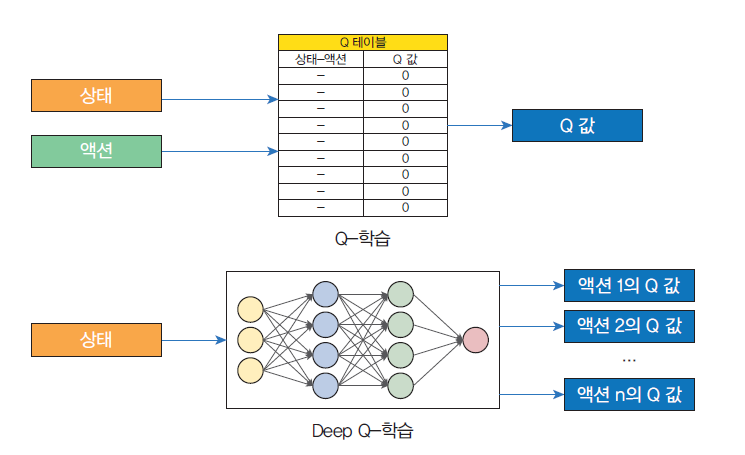 Q 테이블
상태-액션 Q 값
- 0
- 0
- 0
- 0
- 0
- 0
- 0
- 0
- 0
상태
액션
Q 값
Q-학습
상태
액션 1의 Q 값
액션 2의 Q 값
...
액션 n의 Q 값
Deep Q-학습